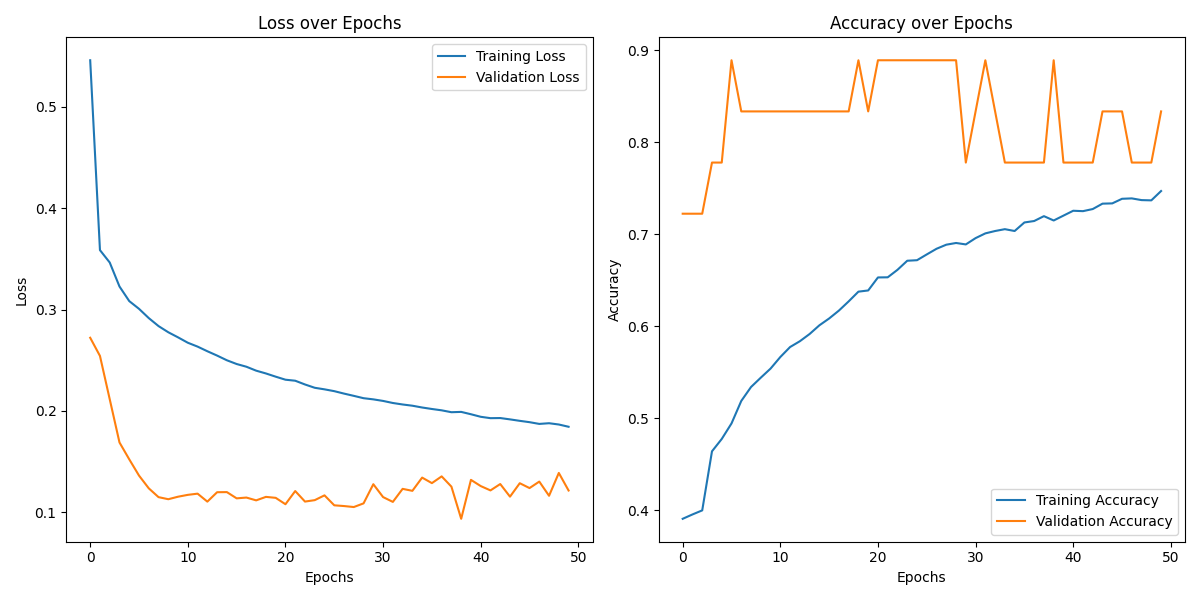 Loss over Epochs
Training Loss
Validation Loss
0.5
0.4
0.3
0.2
0.1
Loss
0 10 20 30 40 50
Epochs
Accuracy over Epochs
0.9
0.8
0.7
0.6
0.5
0.4
Accuracy
Training Accuracy
Validation Accuracy
0 10 20 30 40 50
Epochs